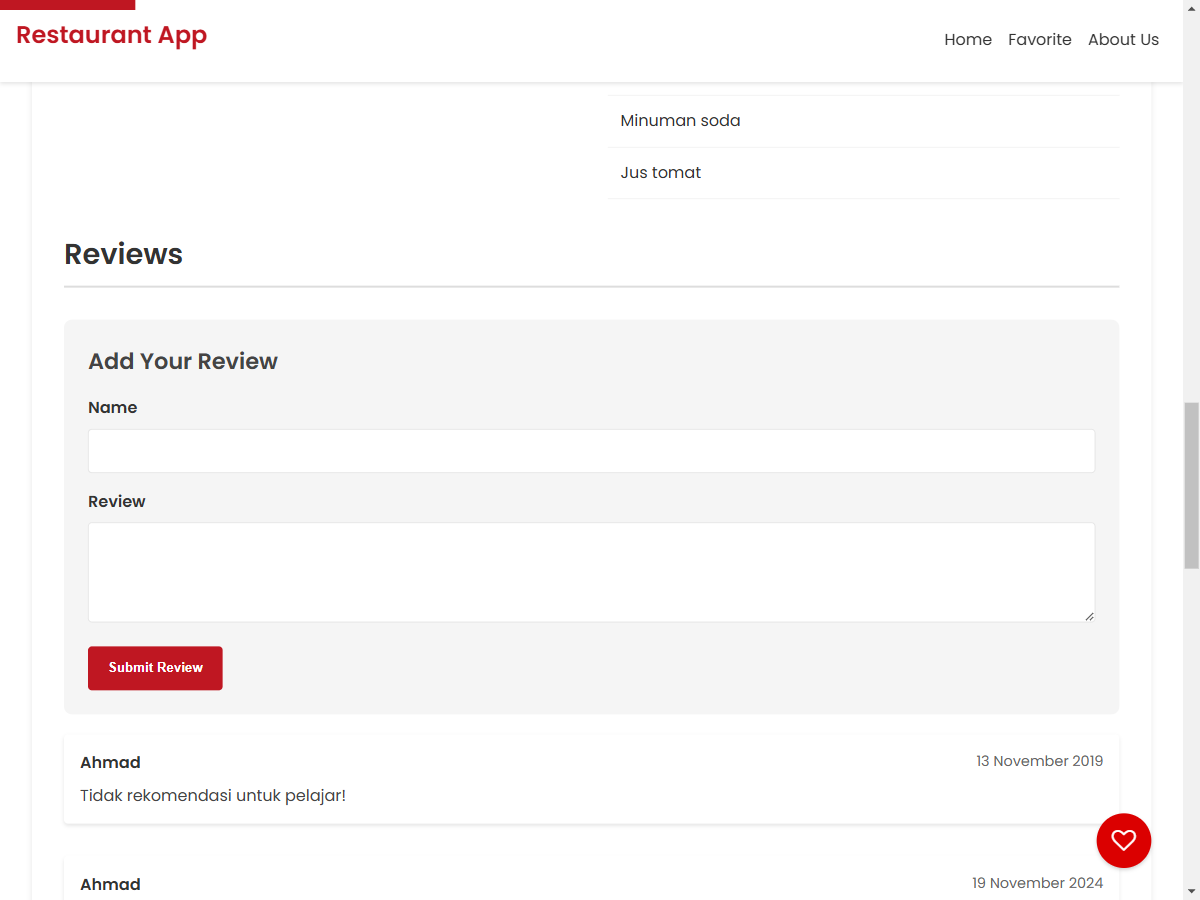 Restaurant App
Home Favorite About Us
Minuman soda
Jus tomat
Reviews
Add Your Review
Name
Review
Submit Review
Ahmad 13 November 2019
Tidak rekomendasi untuk pelajar!
Ahmad 19 November 2024